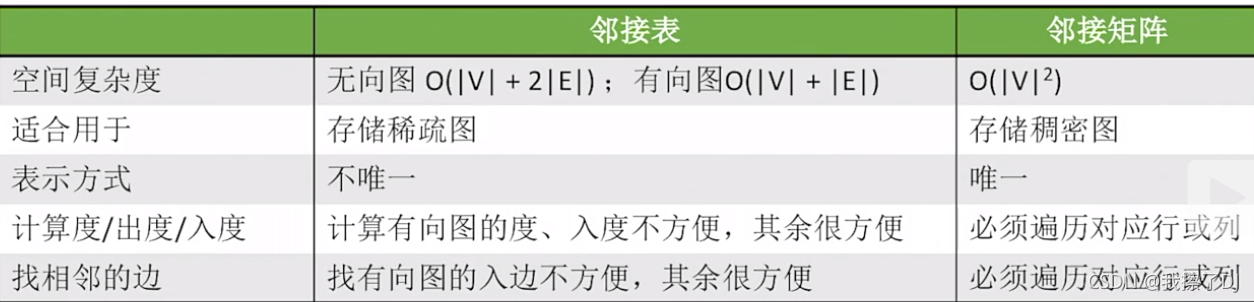 邻接表 邻接矩阵
空间复杂度 无向图 O(|V| + 2|E|)；有向图O(|V| + |E|) O(|V|²)
适合用于 存储稀疏图 存储稠密图
表示方式 不唯一 唯一
计算度/出度/入度 计算有向图的度、入度不方便，其余很方便 必须遍历对应行或列
找相邻的边 找有向图的入边不方便，其余很方便 必须遍历对应行或列